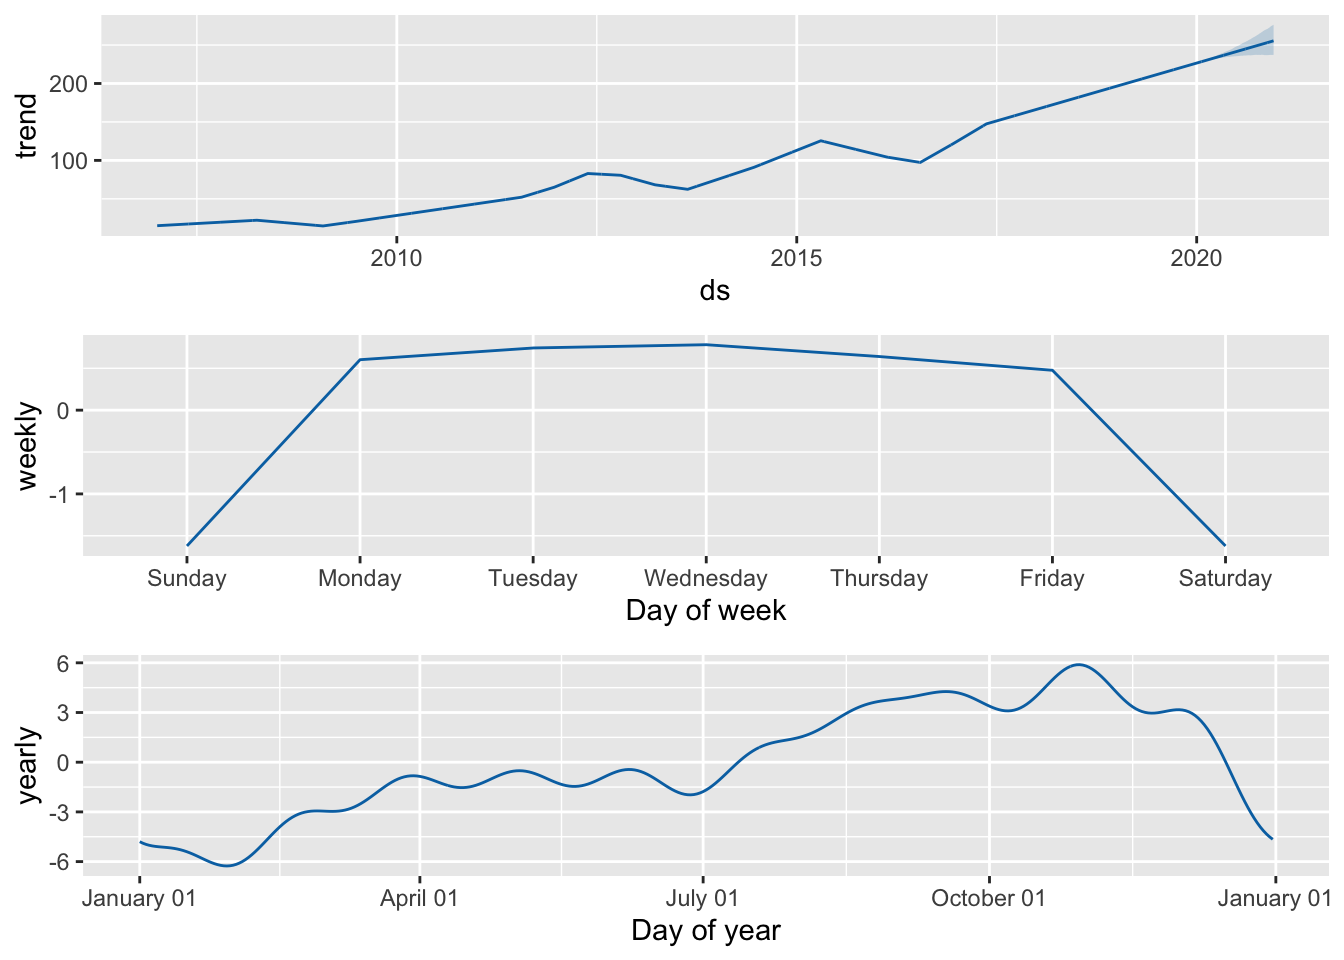 trend
200
100
2010 2015 2020
ds
weekly
0
-1
Sunday Monday Tuesday Wednesday Thursday Friday Saturday
Day of week
yearly
6
3
0
-3
-6
January 01 April 01 July 01 October 01 January 01
Day of year